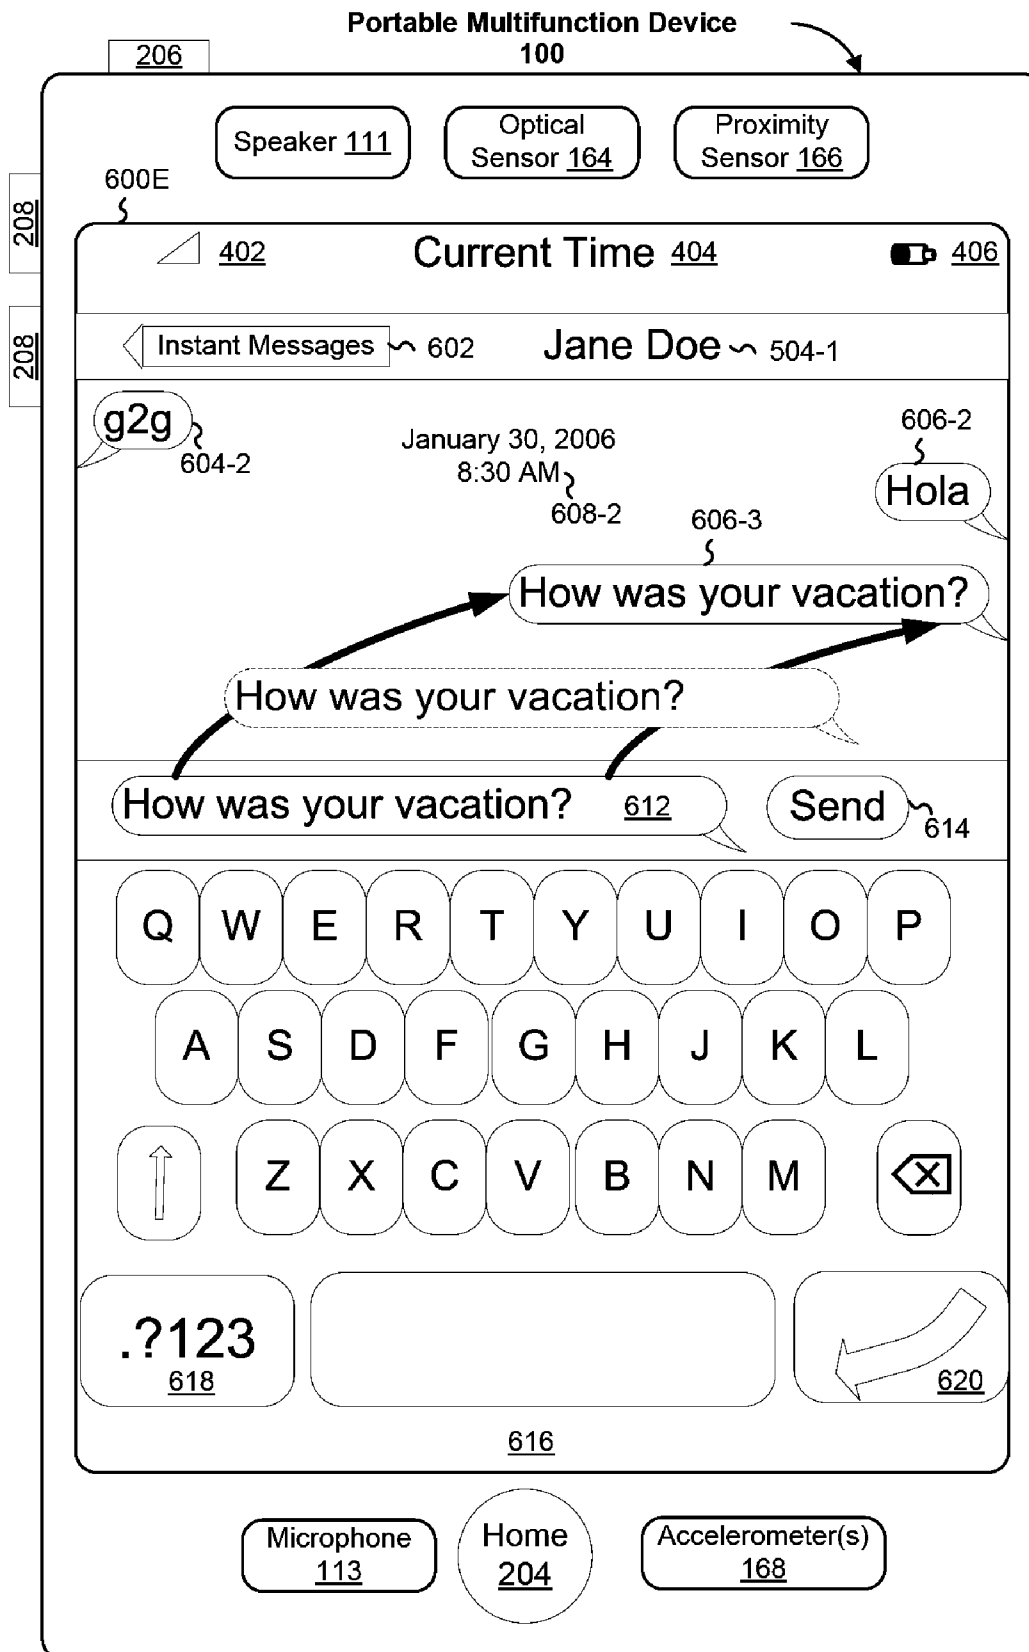 Portable Multifunction Device
100
206
Speaker 111
Optical
Sensor 164
Proximity
Sensor 166
600E
208
402
Current Time 404
406
208
Instant Messages
602
Jane Doe
504-1
g2g
604-2
January 30, 2006
8:30 AM
608-2
606-2
Hola
606-3
How was your vacation?
How was your vacation?
How was your vacation?
612
Send
614
Q W E R T Y U I O P
A S D F G H J K L
Z X C V B N M
.?123
618
620
616
Microphone
113
Home
204
Accelerometer(s)
168